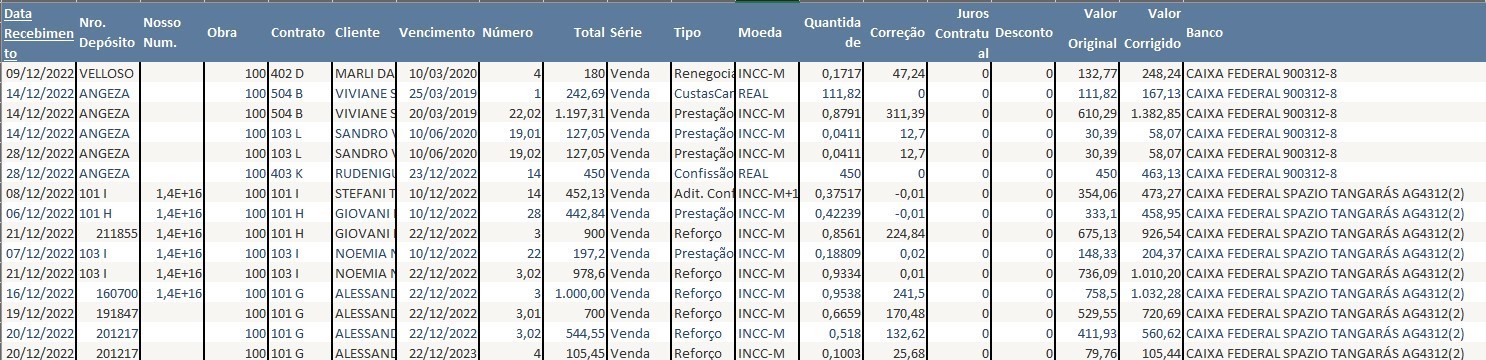 Data Recebimento Nro. Depósito Nosso Num. Obra Contrato Cliente Vencimento Número Total Série Tipo Moeda Quantidade Correção Juros Contratual Desconto Valor Original Valor Corrigido Banco
09/12/2022 VELLOSO 100 402 D MARLI DA 10/03/2020 4 180 Venda Renegocia INCC-M 0,1717 47,24 0 0 132,77 248,24 CAIXA FEDERAL 900312-8
14/12/2022 ANGEZA 100 504 B VIVIANE S 25/03/2019 1 242,69 Venda CustasCar REAL 111,82 0 0 0 111,82 167,13 CAIXA FEDERAL 900312-8
14/12/2022 ANGEZA 100 504 B VIVIANE S 20/03/2019 22,02 1.197,31 Venda Prestação INCC-M 0,8791 311,39 0 0 610,29 1.382,85 CAIXA FEDERAL 900312-8
14/12/2022 ANGEZA 100 103 L SANDRO V 10/06/2020 19,01 127,05 Venda Prestação INCC-M 0,0411 12,7 0 0 30,39 58,07 CAIXA FEDERAL 900312-8
28/12/2022 ANGEZA 100 103 L SANDRO V 10/06/2020 19,02 127,05 Venda Prestação INCC-M 0,0411 12,7 0 0 30,39 58,07 CAIXA FEDERAL 900312-8
28/12/2022 ANGEZA 100 403 K RUDENIGU 23/12/2022 14 450 Venda Confissão REAL 450 0 0 0 450 463,13 CAIXA FEDERAL 900312-8
08/12/2022 101 I 1,4E+16 100 101 I STEFANI T 10/12/2022 14 452,13 Venda Adit. Conf INCC-M+1 0,37517 -0,01 0 0 354,06 473,27 CAIXA FEDERAL SPAZIO TANGARÁS AG4312(2)
06/12/2022 101 H 1,4E+16 100 101 H GIOVANI 10/12/2022 28 442,84 Venda Prestação INCC-M 0,42239 -0,01 0 0 333,1 458,95 CAIXA FEDERAL SPAZIO TANGARÁS AG4312(2)
21/12/2022 211855 1,4E+16 100 101 H GIOVANI 22/12/2022 3 900 Venda Reforço INCC-M 0,8561 224,84 0 0 675,13 926,54 CAIXA FEDERAL SPAZIO TANGARÁS AG4312(2)
07/12/2022 103 I 1,4E+16 100 103 I NOEMIA N 10/12/2022 22 197,2 Venda Prestação INCC-M 0,18809 0,02 0 0 148,33 204,37 CAIXA FEDERAL SPAZIO TANGARÁS AG4312(2)
21/12/2022 103 I 1,4E+16 100 103 I NOEMIA N 22/12/2022 3,02 978,6 Venda Reforço INCC-M 0,9334 0,01 0 0 736,09 1.010,20 CAIXA FEDERAL SPAZIO TANGARÁS AG4312(2)
16/12/2022 160700 1,4E+16 100 101 G ALESSAND 22/12/2022 3 1.000,00 Venda Reforço INCC-M 0,9538 241,5 0 0 758,5 1.032,28 CAIXA FEDERAL SPAZIO TANGARÁS AG4312(2)
19/12/2022 191847 100 101 G ALESSAND 22/12/2022 3,01 700 Venda Reforço INCC-M 0,6659 170,48 0 0 529,55 720,69 CAIXA FEDERAL SPAZIO TANGARÁS AG4312(2)
20/12/2022 201217 100 101 G ALESSAND 22/12/2022 3,02 544,55 Venda Reforço INCC-M 0,518 132,62 0 0 411,93 560,62 CAIXA FEDERAL SPAZIO TANGARÁS AG4312(2)
20/12/2022 201217 100 101 G ALESSAND 22/12/2023 4 105,45 Venda Reforço INCC-M 0,1003 25,68 0 0 79,76 105,44 CAIXA FEDERAL SPAZIO TANGARÁS AG4312(2)